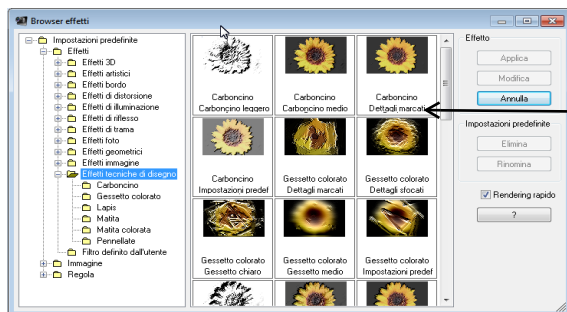 Browser effetti
Impostazioni predefinite
Effetti
Effetti 3D
Effetti artistici
Effetti bordo
Effetti di distorsione
Effetti di illuminazione
Effetti di riflesso
Effetti di trama
Effetti foto
Effetti geometrici
Effetti immagine
Effetti tecniche di disegno
Carboncino
Gessetto colorato
Lapis
Matita
Matita colorata
Pennellate
Filtro definito dall'utente
Immagine
Regola
Carboncino
Carboncino leggero
Carboncino
Carboncino medio
Carboncino
Dettagli marcati
Carboncino
Impostazioni predef
Gessetto colorato
Dettagli marcati
Gessetto colorato
Dettagli sfocati
Gessetto colorato
Gessetto chiaro
Gessetto colorato
Gessetto medio
Gessetto colorato
Impostazioni predef
Effetto
Applica
Modifica
Annulla
Impostazioni predefinite
Elimina
Rinomina
Rendering rapido
?